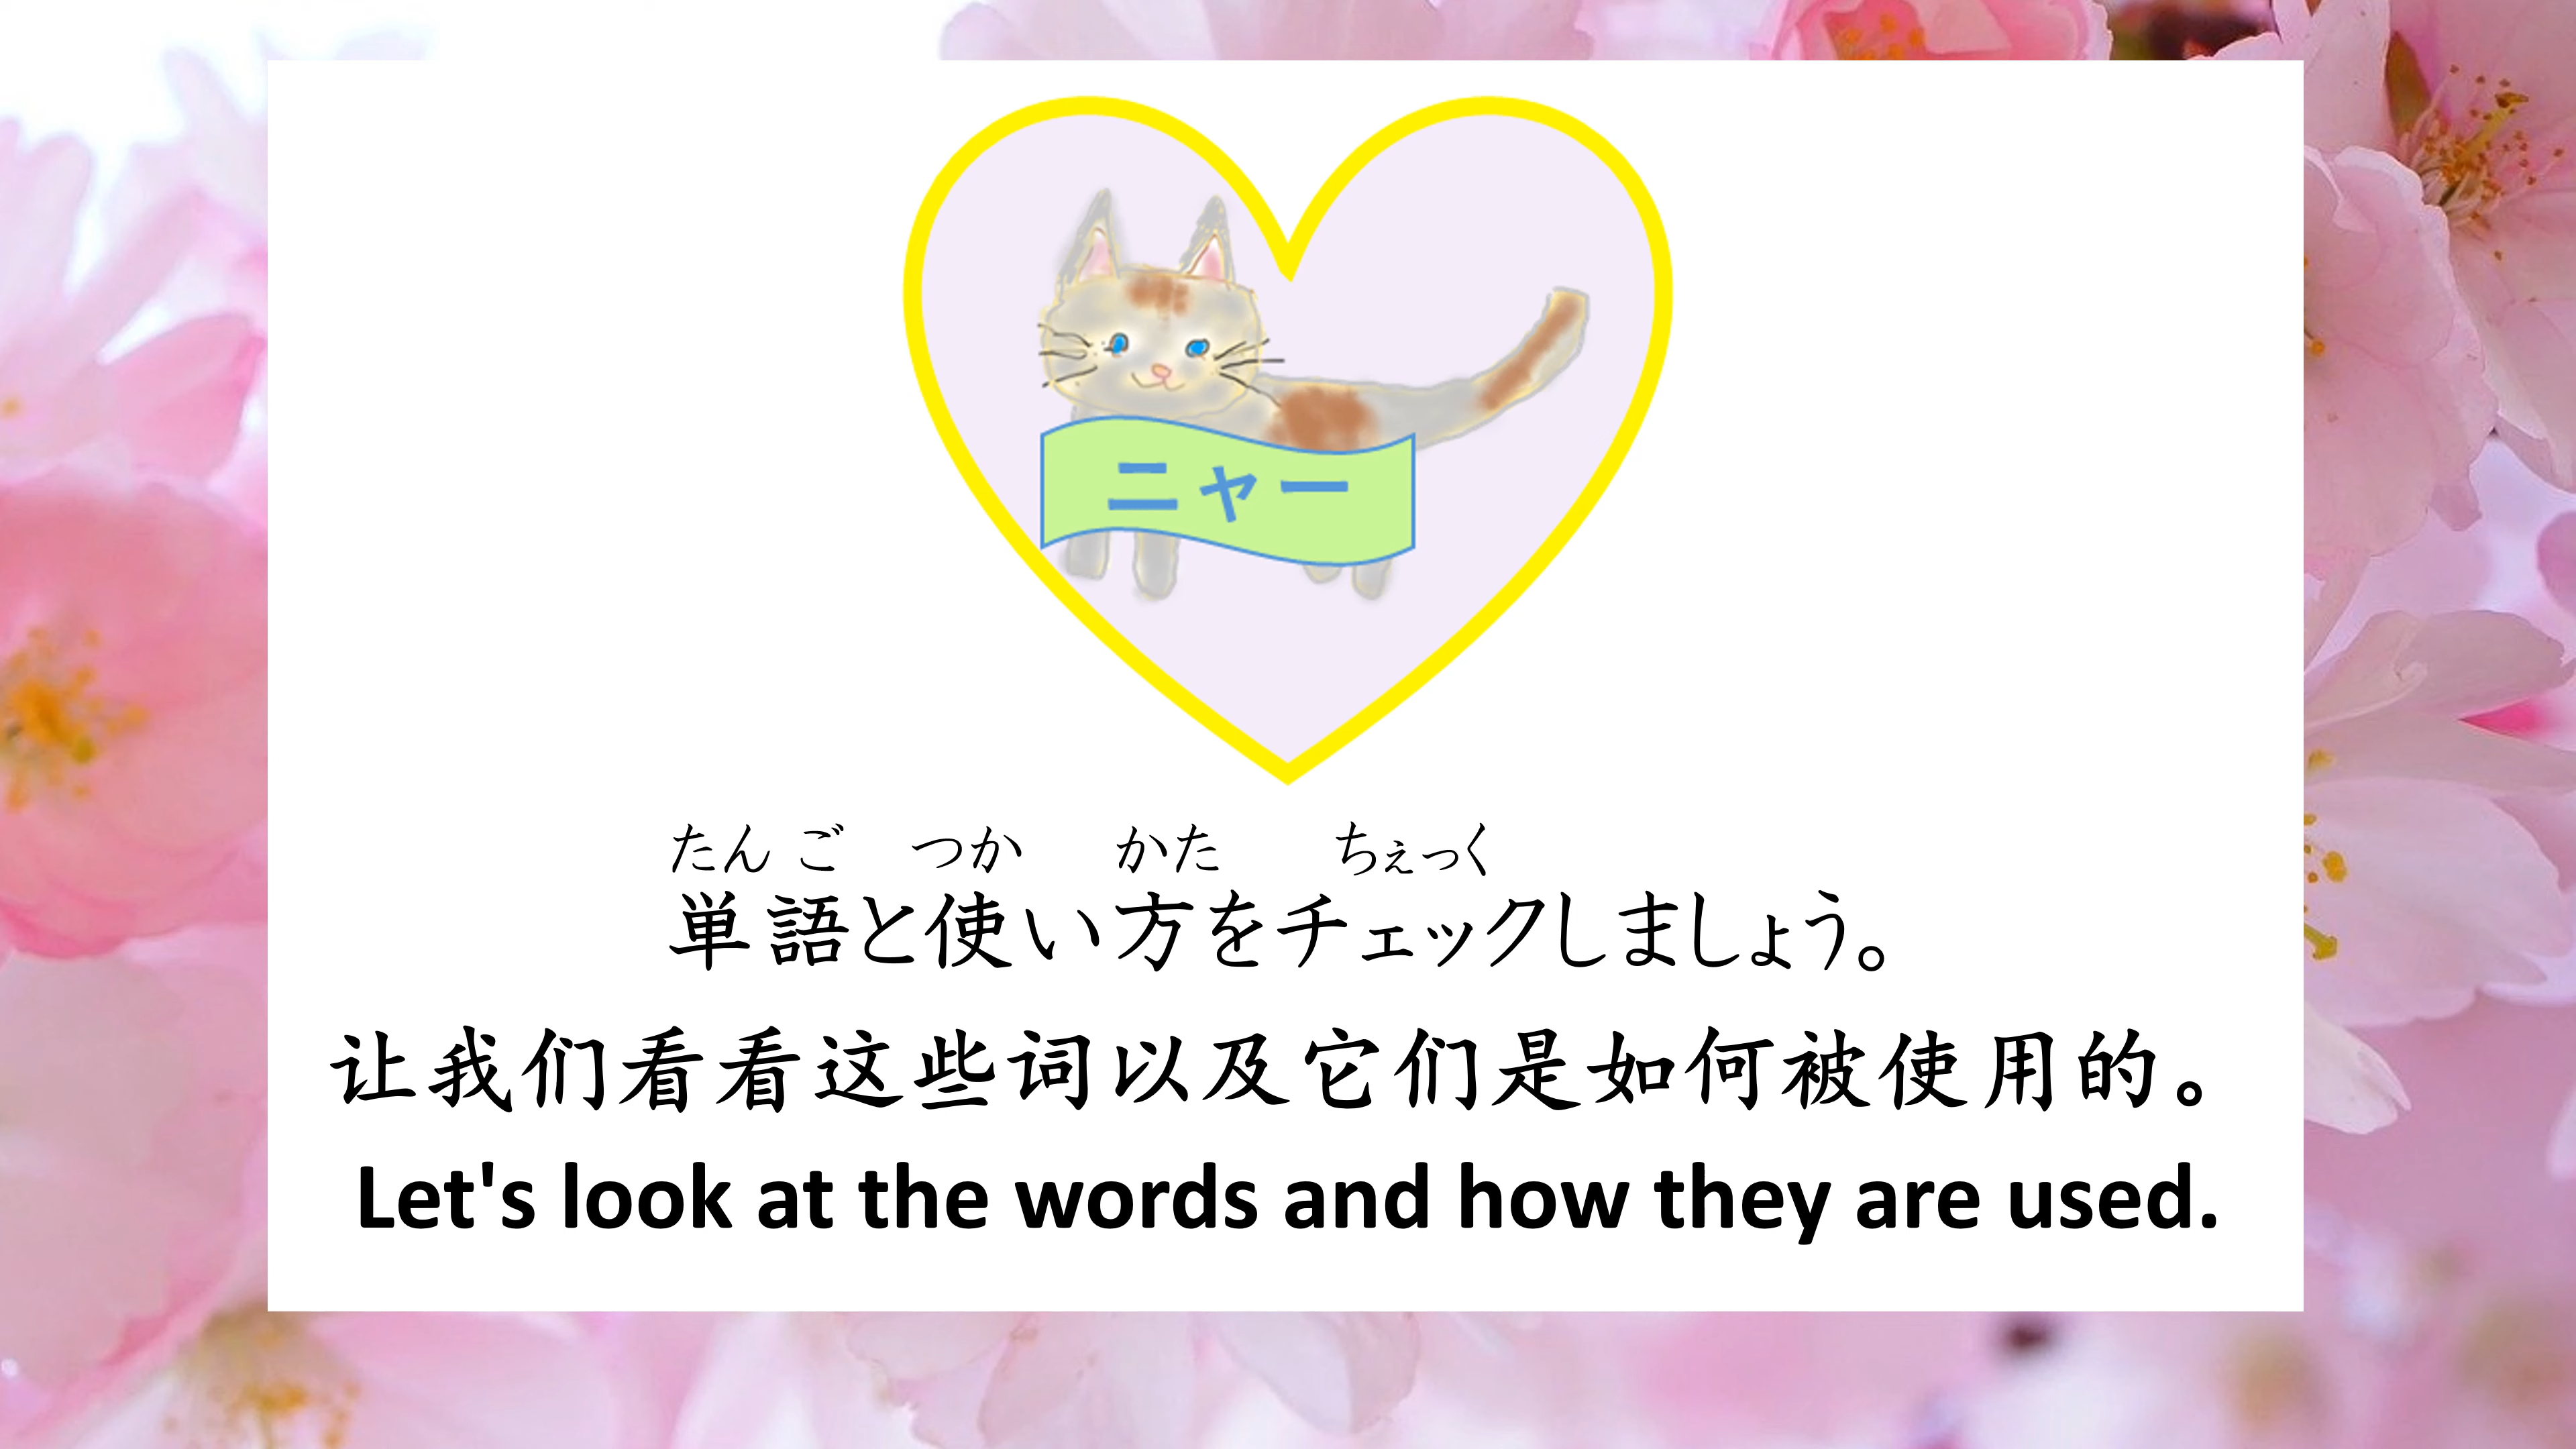 ニャー
たんご つか かた ちぇっく
単語と使い方をチェックしましょう。
让我们看看这些词以及它们是如何被使用的。
Let's look at the words and how they are used.